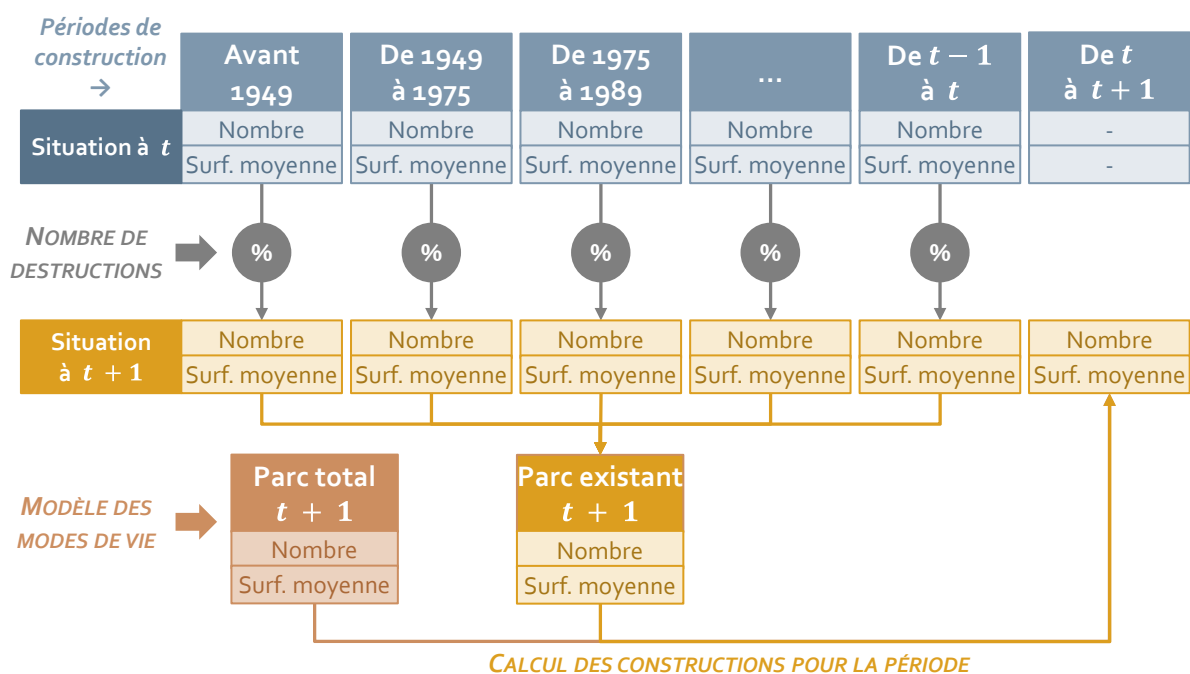 Périodes de
construction
→
Avant
1949
De 1949
à 1975
De 1975
à 1989
...
De t − 1
à t
De t
à t + 1
Situation à t
Nombre
Nombre
Nombre
Nombre
Nombre
-
Surf. moyenne
Surf. moyenne
Surf. moyenne
Surf. moyenne
Surf. moyenne
-
NOMBRE DE
DESTRUCTIONS
%
%
%
%
%
Situation
à t + 1
Nombre
Nombre
Nombre
Nombre
Nombre
Nombre
Surf. moyenne
Surf. moyenne
Surf. moyenne
Surf. moyenne
Surf. moyenne
Surf. moyenne
MODÈLE DES
MODES DE VIE
Parc total
t + 1
Nombre
Surf. moyenne
Parc existant
t + 1
Nombre
Surf. moyenne
CALCUL DES CONSTRUCTIONS POUR LA PÉRIODE